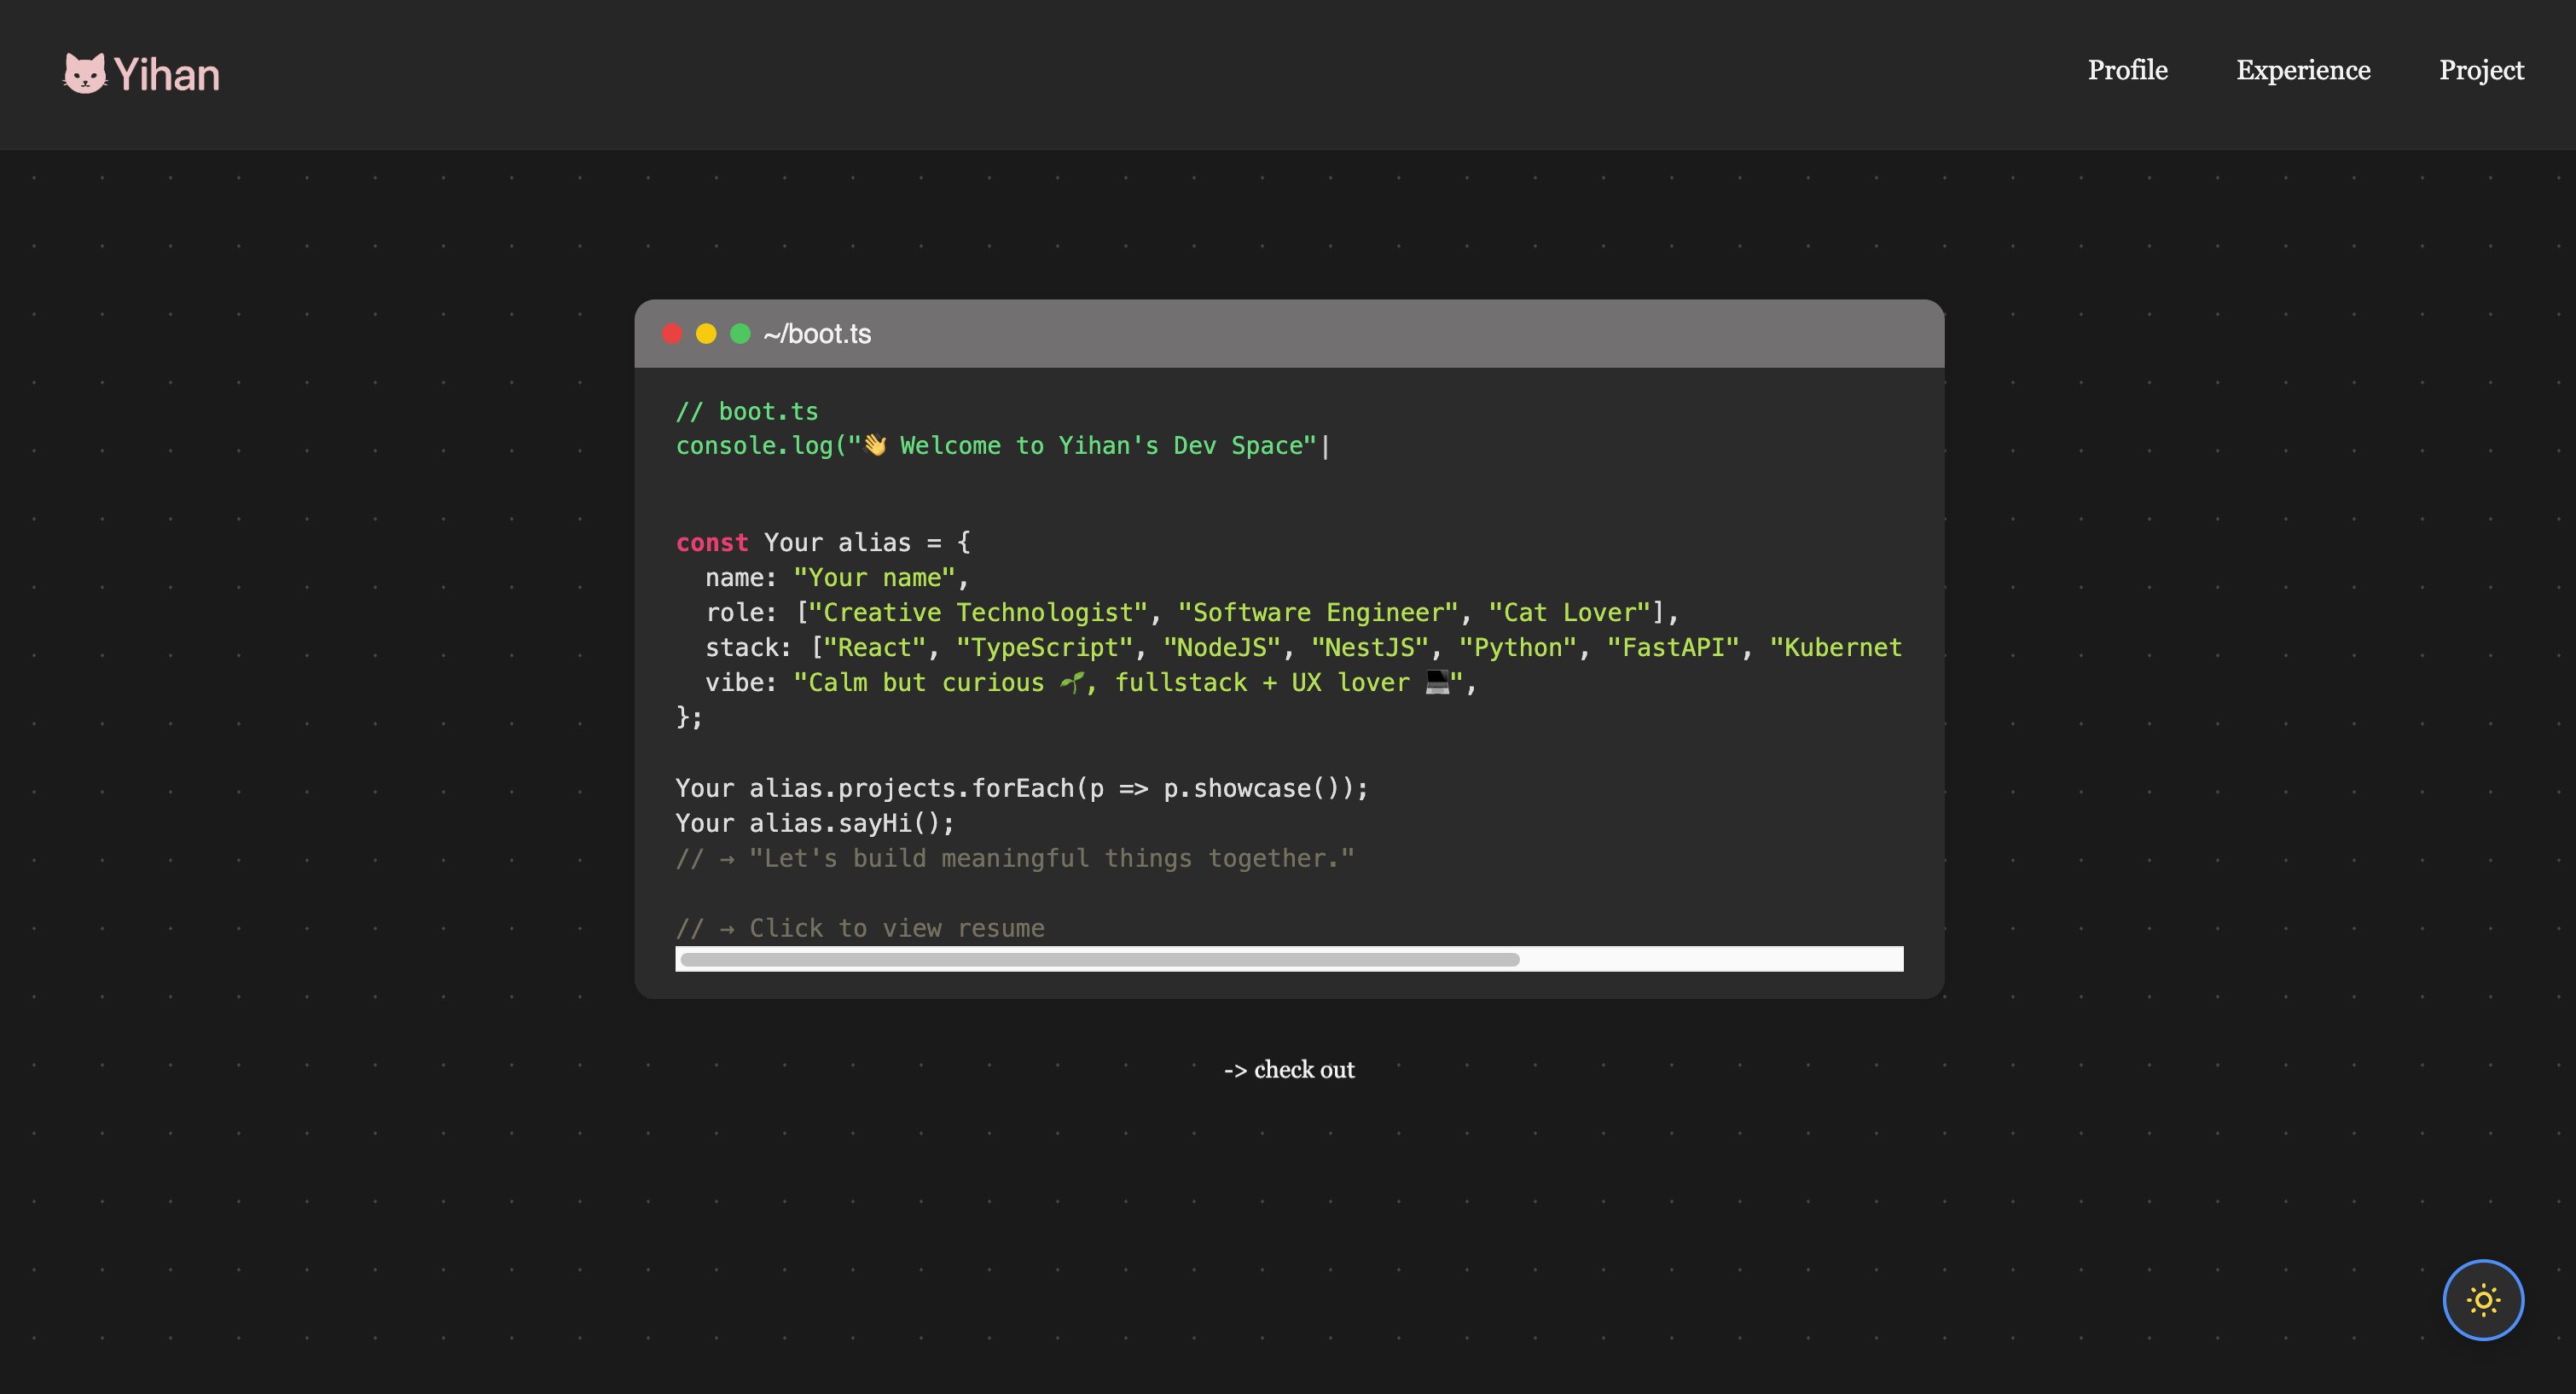 Yihan
Profile Experience Project
~/boot.ts
// boot.ts
console.log("👋 Welcome to Yihan's Dev Space"|
const Your alias = {
  name: "Your name",
  role: ["Creative Technologist", "Software Engineer", "Cat Lover"],
  stack: ["React", "TypeScript", "NodeJS", "NestJS", "Python", "FastAPI", "Kubernet
  vibe: "Calm but curious 🌱, fullstack + UX lover 💻",
};
Your alias.projects.forEach(p => p.showcase());
Your alias.sayHi();
// → "Let's build meaningful things together."
// → Click to view resume
-> check out